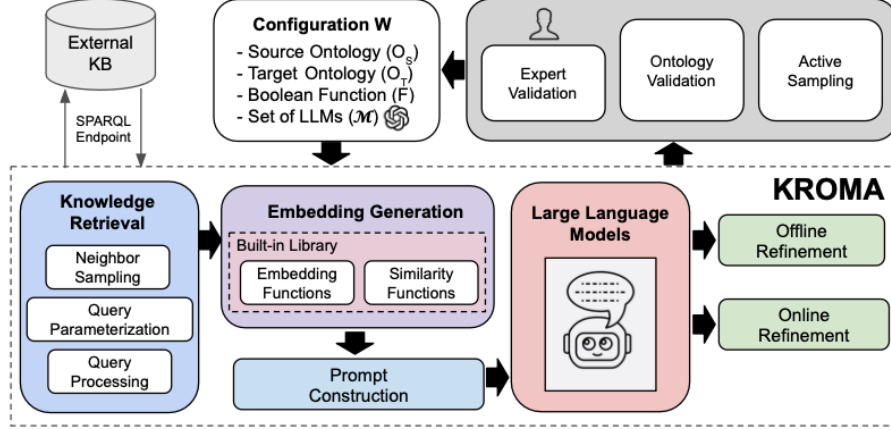 External
KB
SPARQL
Endpoint
Configuration W
- Source Ontology (O_S)
- Target Ontology (O_T)
- Boolean Function (F)
- Set of LLMs (𝓜)
Expert
Validation
Ontology
Validation
Active
Sampling
KROMA
Knowledge
Retrieval
Neighbor
Sampling
Query
Parameterization
Query
Processing
Embedding Generation
Built-in Library
Embedding
Functions
Similarity
Functions
Prompt
Construction
Large Language
Models
Offline
Refinement
Online
Refinement